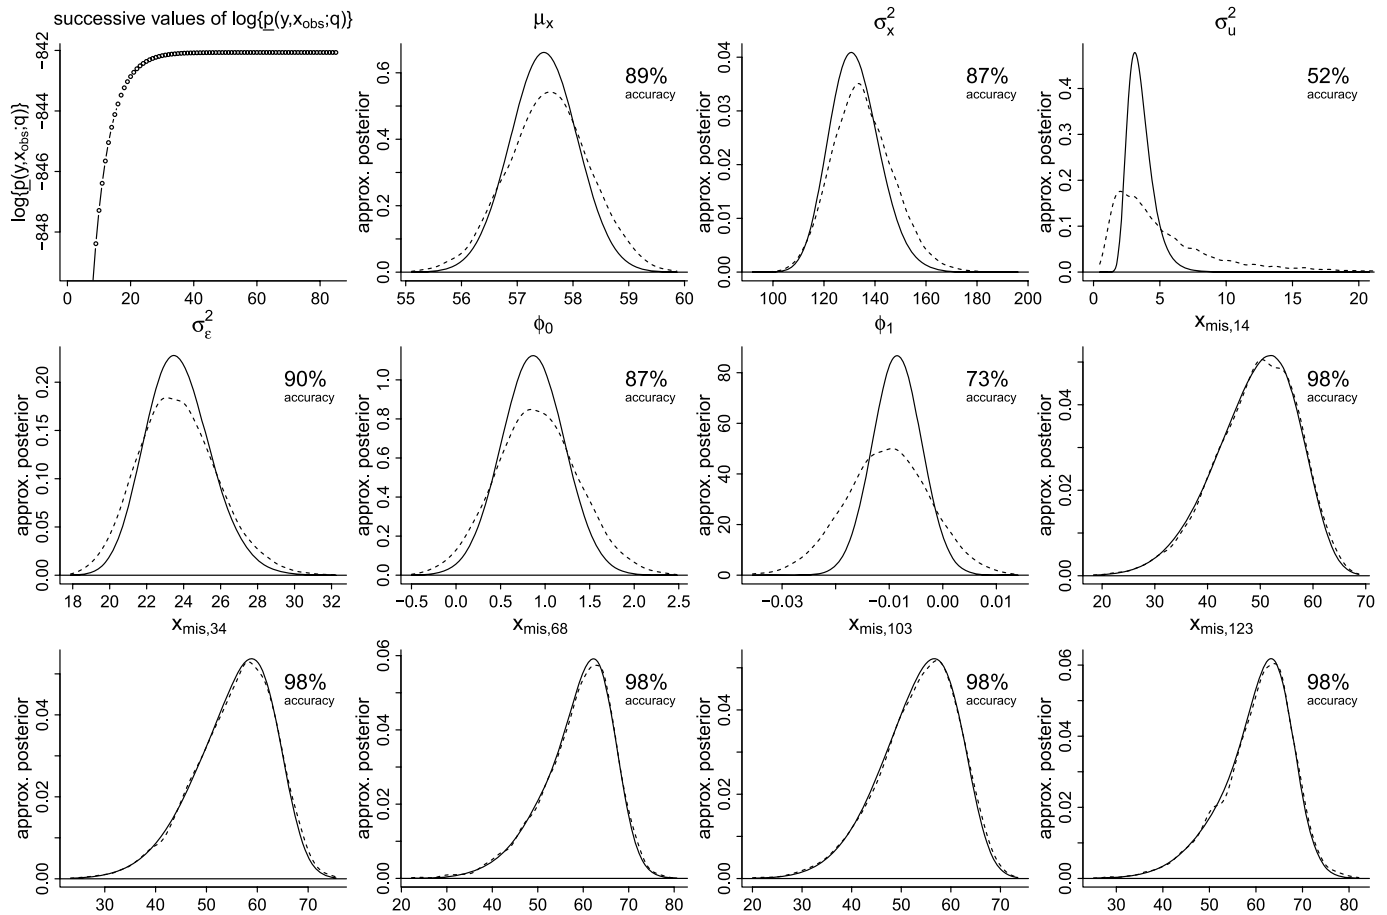 successive values of log{p(y,x_obs;q)}
log{p(y,x_obs;q)}
−848 −846 −844 −842
0 20 40 60 80
μ_x
approx. posterior
89%
accuracy
0.0 0.2 0.4 0.6
55 56 57 58 59 60
σ²_x
approx. posterior
87%
accuracy
0.00 0.01 0.02 0.03 0.04
100 120 140 160 180 200
σ²_u
approx. posterior
52%
accuracy
0.0 0.1 0.2 0.3 0.4
0 5 10 15 20
σ²_ε
approx. posterior
90%
accuracy
0.00 0.05 0.10 0.15 0.20
18 20 22 24 26 28 30 32
φ₀
approx. posterior
87%
accuracy
0.0 0.2 0.4 0.6 0.8 1.0
−0.5 0.0 0.5 1.0 1.5 2.0 2.5
φ₁
approx. posterior
73%
accuracy
0 20 40 60 80
−0.03 −0.01 0.00 0.01
x_mis,14
approx. posterior
98%
accuracy
0.00 0.02 0.04
20 30 40 50 60 70
x_mis,34
approx. posterior
98%
accuracy
0.00 0.02 0.04
30 40 50 60 70
x_mis,68
approx. posterior
98%
accuracy
0.00 0.02 0.04 0.06
20 30 40 50 60 70 80
x_mis,103
approx. posterior
98%
accuracy
0.00 0.02 0.04
20 30 40 50 60 70
x_mis,123
approx. posterior
98%
accuracy
0.00 0.02 0.04 0.06
30 40 50 60 70 80